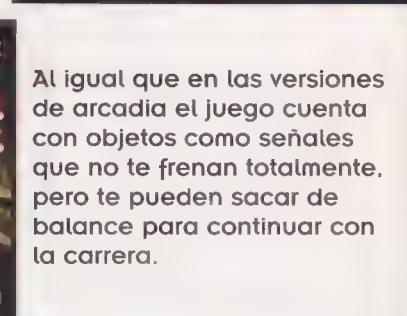 Al igual que en las versiones
de arcadia el juego cuenta
con objetos como señales
que no te frenan totalmente,
pero te pueden sacar de
balance para continuar con
la carrera.